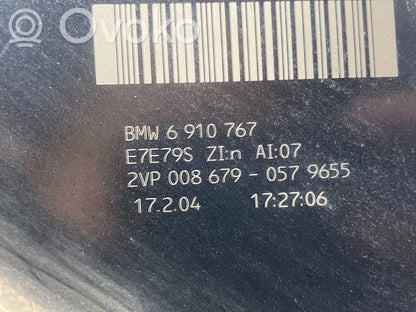 Ovoko
BMW 6 910 767
E7E79S ZI:n AI:07
2VP 008 679 - 057 9655
17.2.04 17:27:06